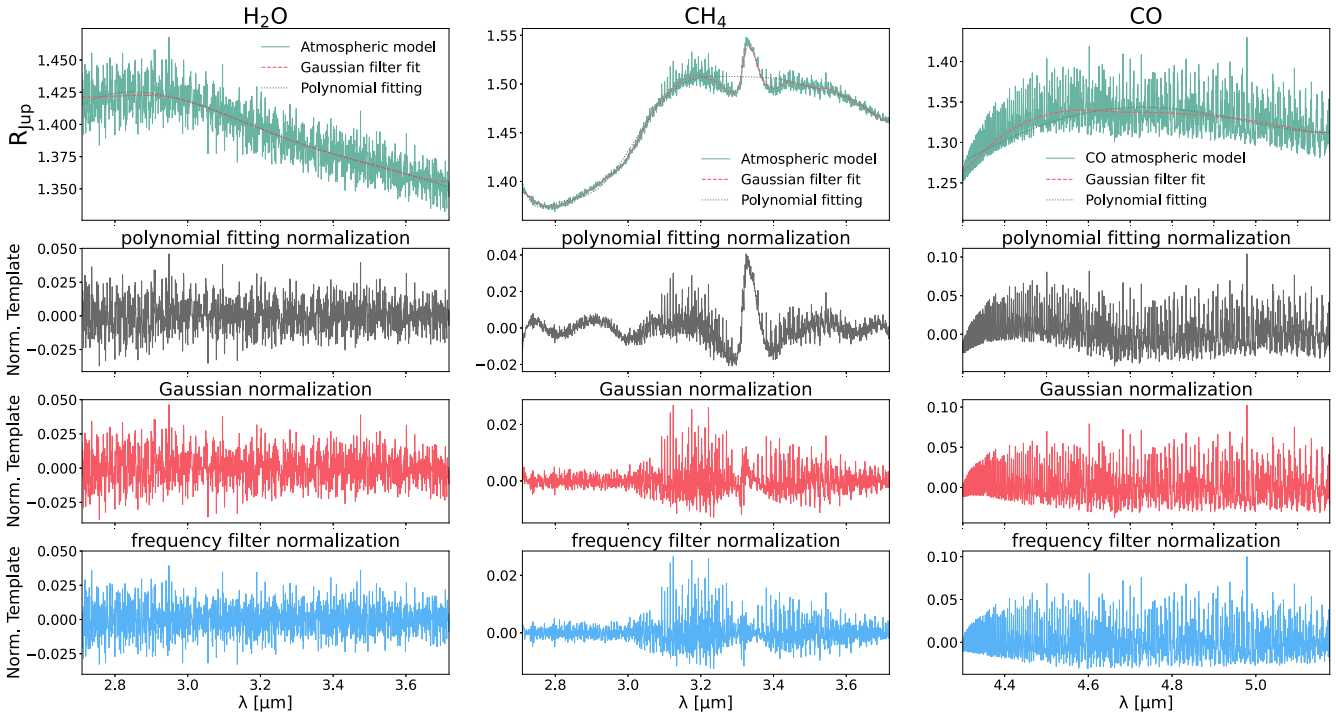 H₂O
CH₄
CO
R_Jup
1.450
1.425
1.400
1.375
1.350
Atmospheric model
Gaussian filter fit
Polynomial fitting
1.55
1.50
1.45
1.40
Atmospheric model
Gaussian filter fit
Polynomial fitting
1.40
1.35
1.30
1.25
CO atmospheric model
Gaussian filter fit
Polynomial fitting
polynomial fitting normalization
polynomial fitting normalization
polynomial fitting normalization
Norm. Template
0.050
0.025
0.000
−0.025
0.04
0.02
0.00
−0.02
0.10
0.05
0.00
Gaussian normalization
Gaussian normalization
Gaussian normalization
Norm. Template
0.050
0.025
0.000
−0.025
0.02
0.00
0.10
0.05
0.00
frequency filter normalization
frequency filter normalization
frequency filter normalization
Norm. Template
0.050
0.025
0.000
−0.025
0.02
0.00
0.10
0.05
0.00
2.8 3.0 3.2 3.4 3.6
λ [μm]
2.8 3.0 3.2 3.4 3.6
λ [μm]
4.4 4.6 4.8 5.0
λ [μm]